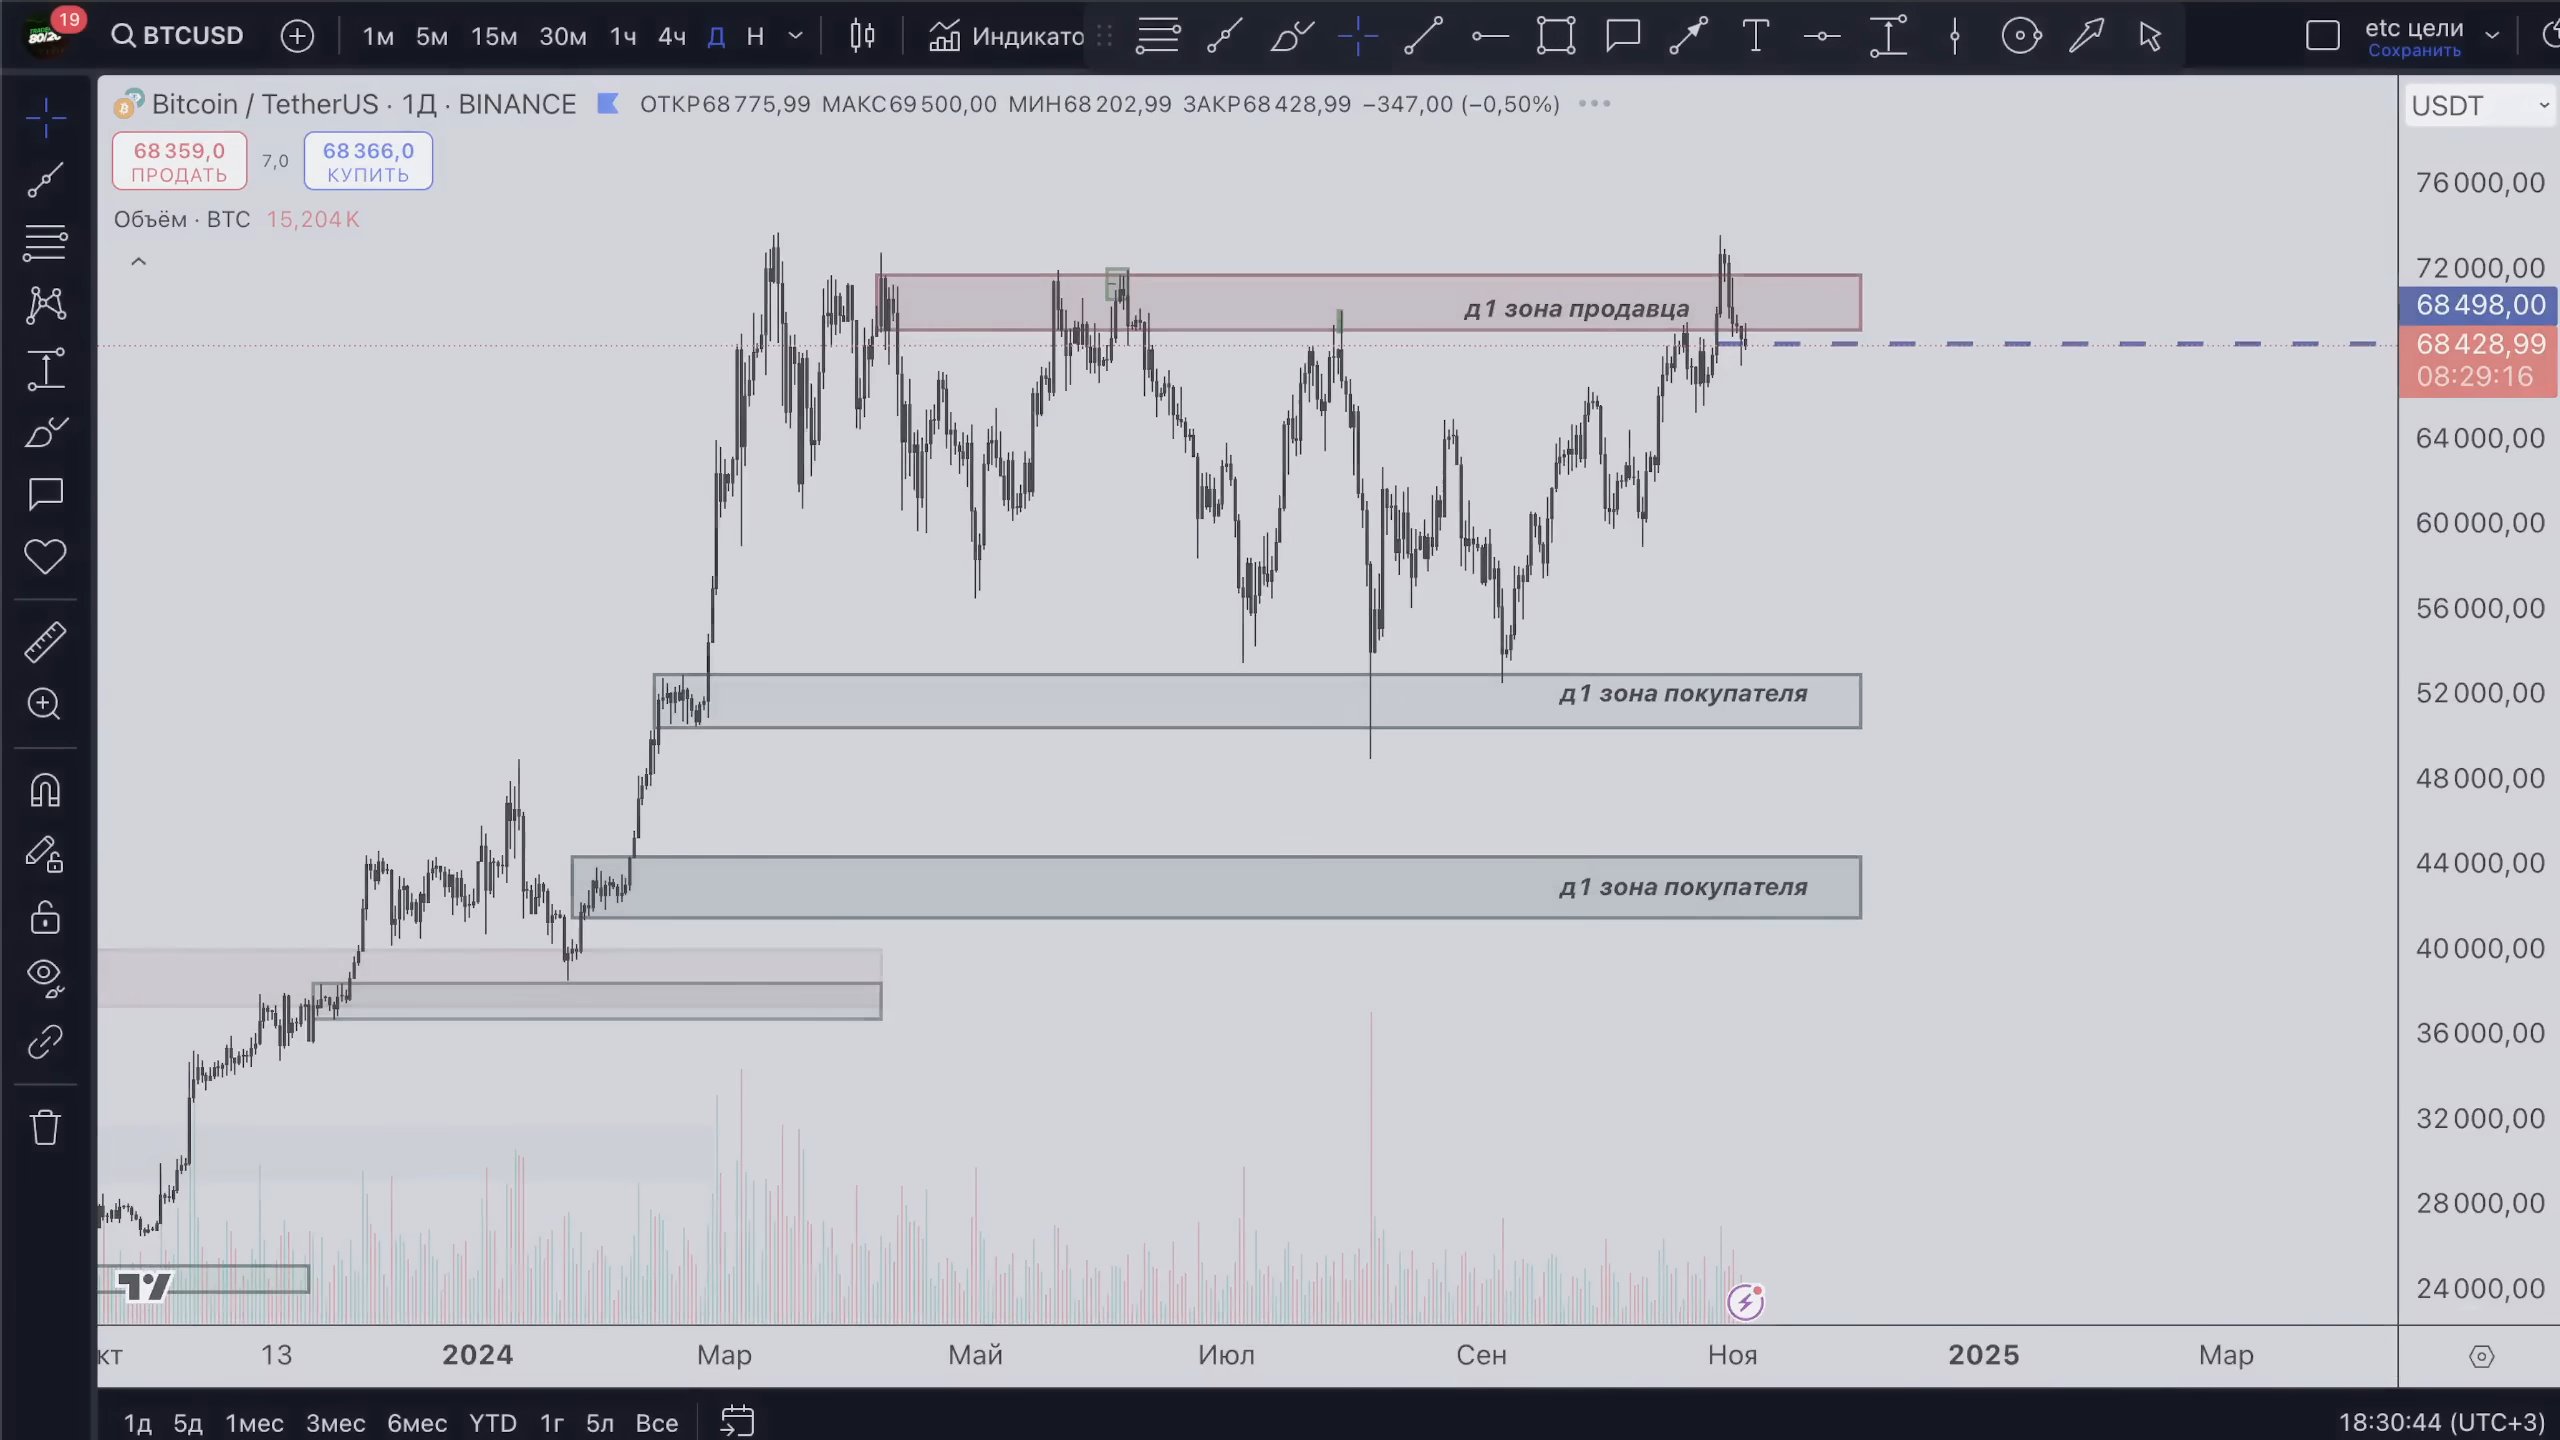 19
BTCUSD
1м 5м 15м 30м 1ч 4ч Д Н
Индикато
etc цели
Сохранить
Bitcoin / TetherUS · 1Д · BINANCE
ОТКР68 775,99 МАКС69 500,00 МИН68 202,99 ЗАКР68 428,99 −347,00 (−0,50%)
USDT
68 359,0
ПРОДАТЬ
7,0
68 366,0
КУПИТЬ
Объём · BTC 15,204 K
76 000,00
72 000,00
68 498,00
68 428,99
08:29:16
64 000,00
60 000,00
56 000,00
52 000,00
48 000,00
44 000,00
40 000,00
36 000,00
32 000,00
28 000,00
24 000,00
д1 зона продавца
д1 зона покупателя
д1 зона покупателя
кт 13 2024 Мар Май Июл Сен Ноя 2025 Мар
1д 5д 1мес 3мес 6мес YTD 1г 5л Все
18:30:44 (UTC+3)